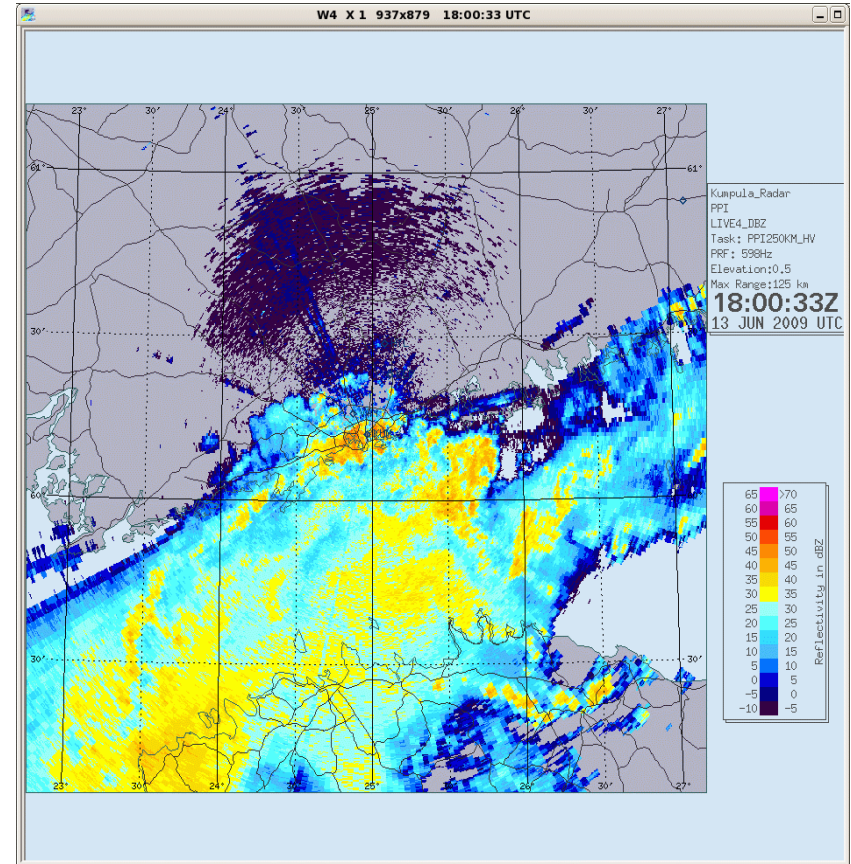 W4 X 1 937x879 18:00:33 UTC
23° 30' 24° 30' 25° 30' 26° 30' 27°
61° 61°
Kumpula_Radar
PPI
LIVE4_DBZ
Task: PPI250KM_HV
PRF: 598Hz
Elevation:0.5
Max Range:125 km
18:00:33Z
13 JUN 2009 UTC
30' 30'
60°
65 >70
60 65
55 60
50 55
45 50
40 45
35 40
30 35
25 30
20 25
15 20
10 15
5 10
0 5
-5 0
-10 -5
Reflectivity in dBZ
30' 30'
23° 30' 24° 30' 25° 30' 26° 30' 27°